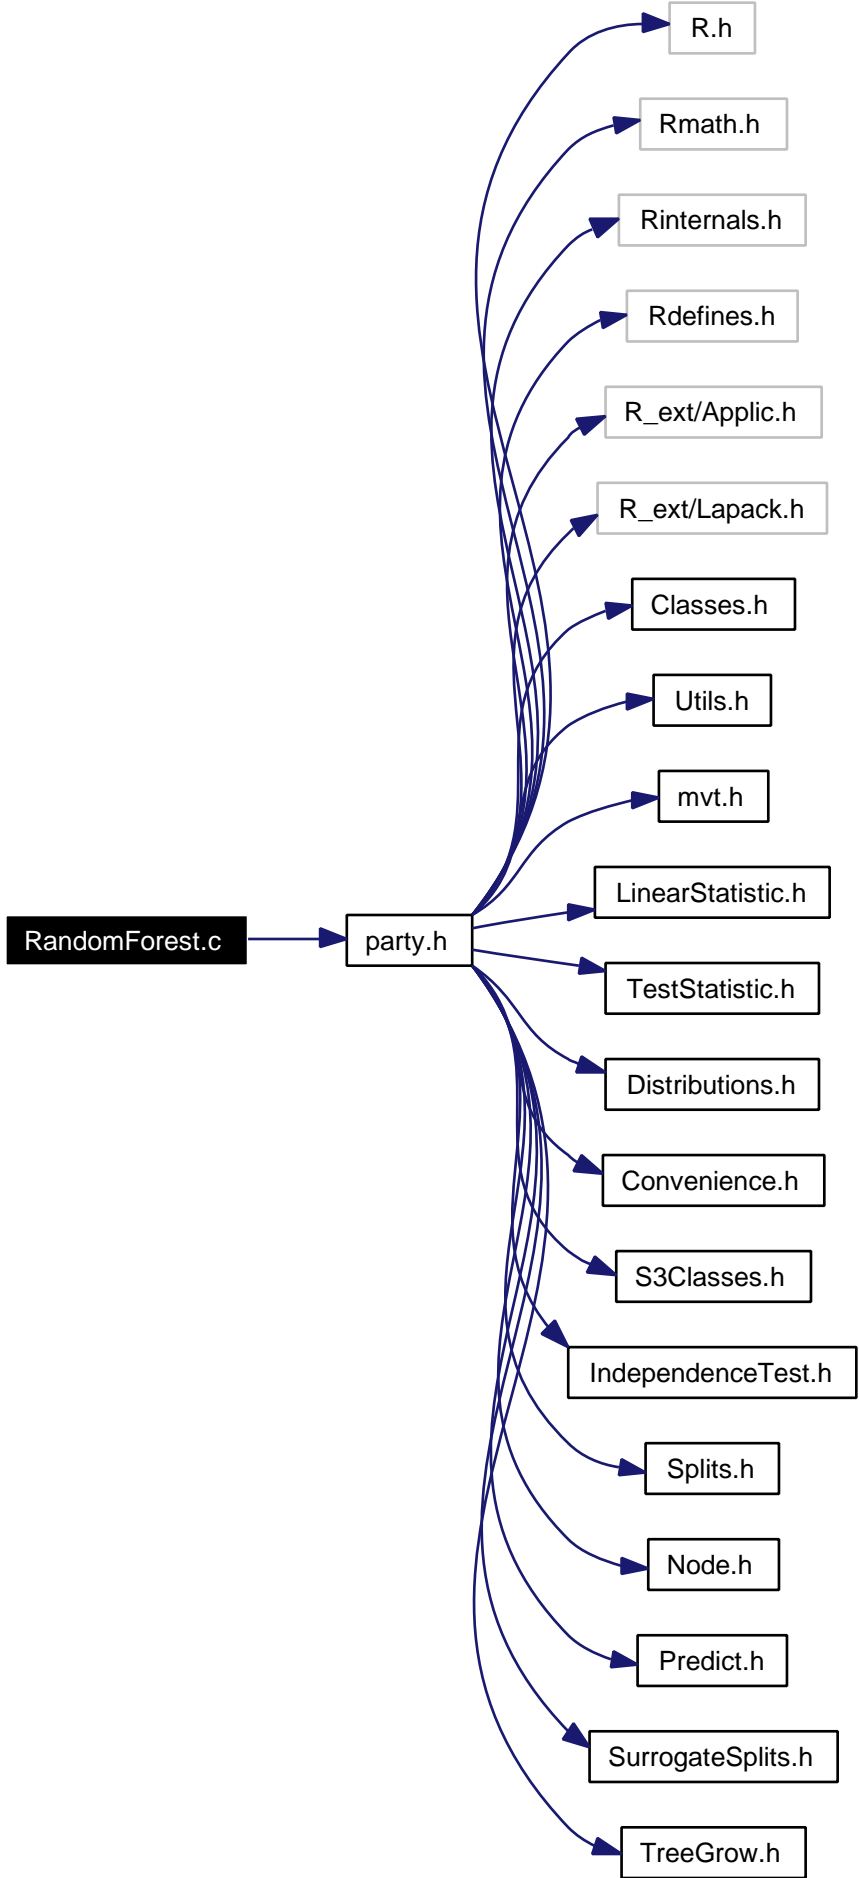 R.h
Rmath.h
Rinternals.h
Rdefines.h
R_ext/Applic.h
R_ext/Lapack.h
Classes.h
Utils.h
mvt.h
LinearStatistic.h
RandomForest.c
party.h
TestStatistic.h
Distributions.h
Convenience.h
S3Classes.h
IndependenceTest.h
Splits.h
Node.h
Predict.h
SurrogateSplits.h
TreeGrow.h